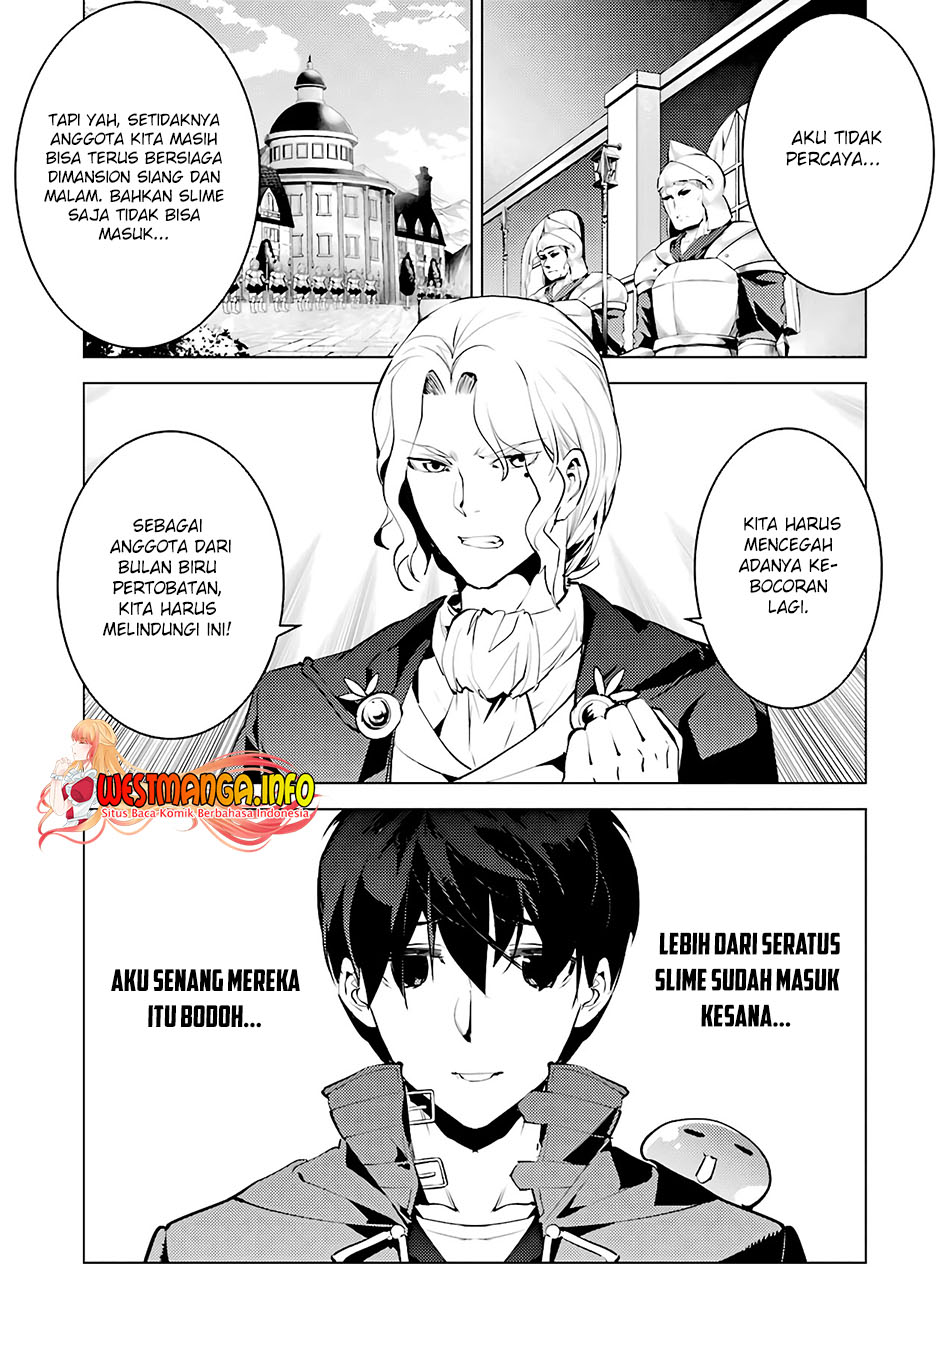 AKU TIDAK
PERCAYA...
TAPI YAH, SETIDAKNYA
ANGGOTA KITA MASIH
BISA TERUS BERSIAGA
DIMANSION SIANG DAN
MALAM. BAHKAN SLIME
SAJA TIDAK BISA
MASUK...
KITA HARUS
MENCEGAH
ADANYA KE-
BOCORAN
LAGI.
SEBAGAI
ANGGOTA DARI
BULAN BIRU
PERTOBATAN,
KITA HARUS
MELINDUNGI INI!
WESTMANGA.INFO
Situs Baca Komik Berbahasa Indonesia
LEBIH DARI SERATUS
SLIME SUDAH MASUK
KESANA...
AKU SENANG MEREKA
ITU BODOH...